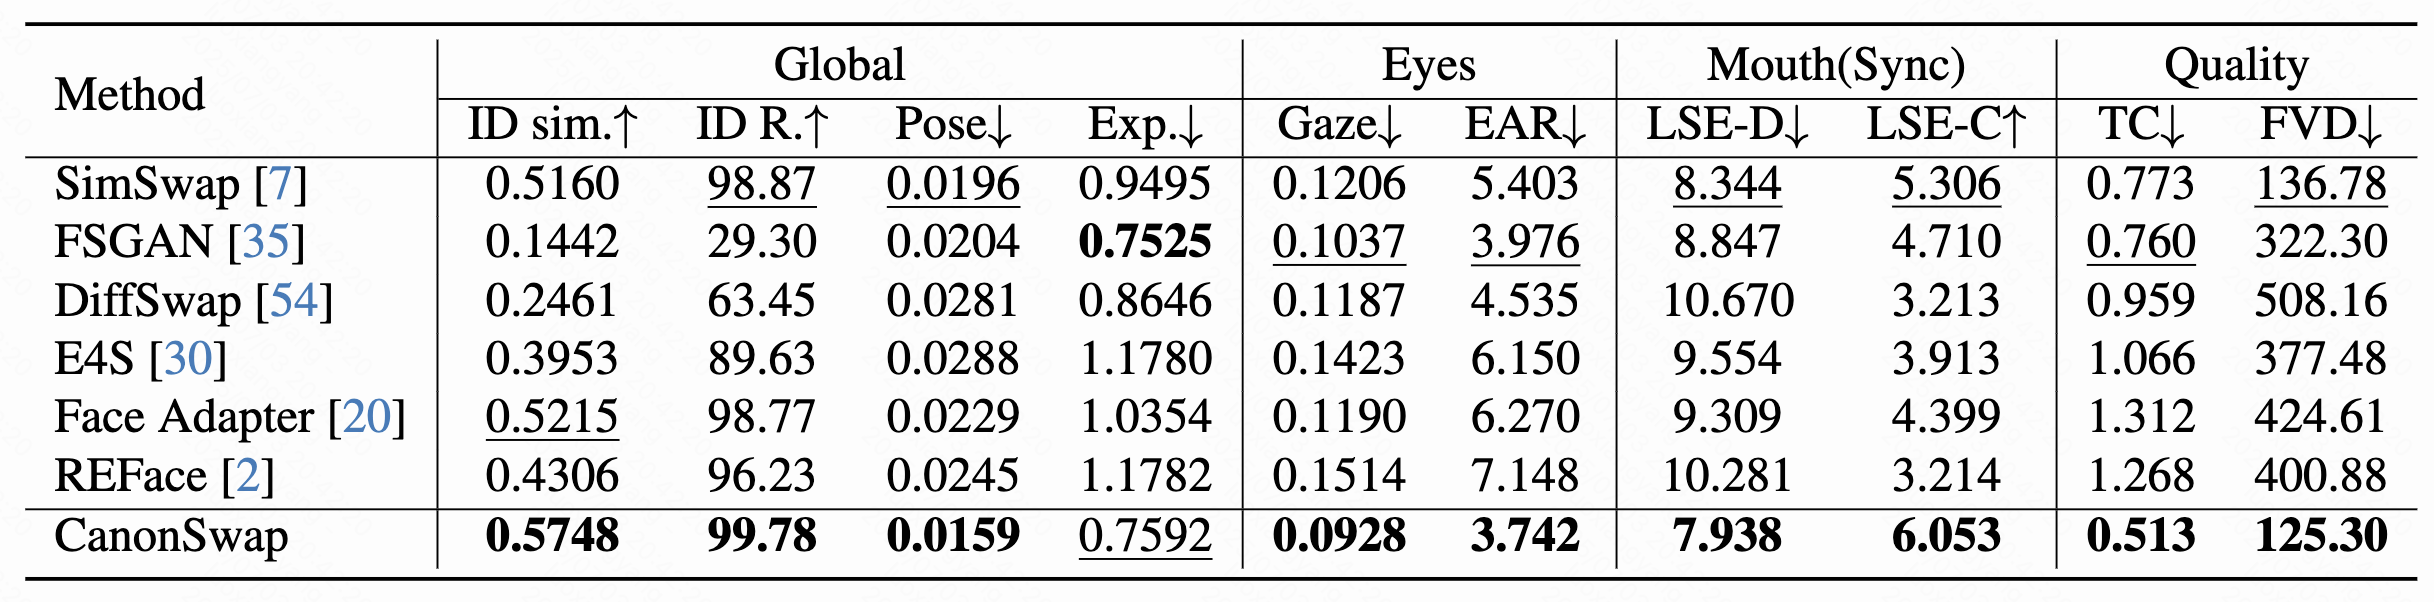 Method Global Eyes Mouth(Sync) Quality
ID sim.↑ ID R.↑ Pose↓ Exp.↓ Gaze↓ EAR↓ LSE-D↓ LSE-C↑ TC↓ FVD↓
SimSwap [7] 0.5160 98.87 0.0196 0.9495 0.1206 5.403 8.344 5.306 0.773 136.78
FSGAN [35] 0.1442 29.30 0.0204 0.7525 0.1037 3.976 8.847 4.710 0.760 322.30
DiffSwap [54] 0.2461 63.45 0.0281 0.8646 0.1187 4.535 10.670 3.213 0.959 508.16
E4S [30] 0.3953 89.63 0.0288 1.1780 0.1423 6.150 9.554 3.913 1.066 377.48
Face Adapter [20] 0.5215 98.77 0.0229 1.0354 0.1190 6.270 9.309 4.399 1.312 424.61
REFace [2] 0.4306 96.23 0.0245 1.1782 0.1514 7.148 10.281 3.214 1.268 400.88
CanonSwap 0.5748 99.78 0.0159 0.7592 0.0928 3.742 7.938 6.053 0.513 125.30